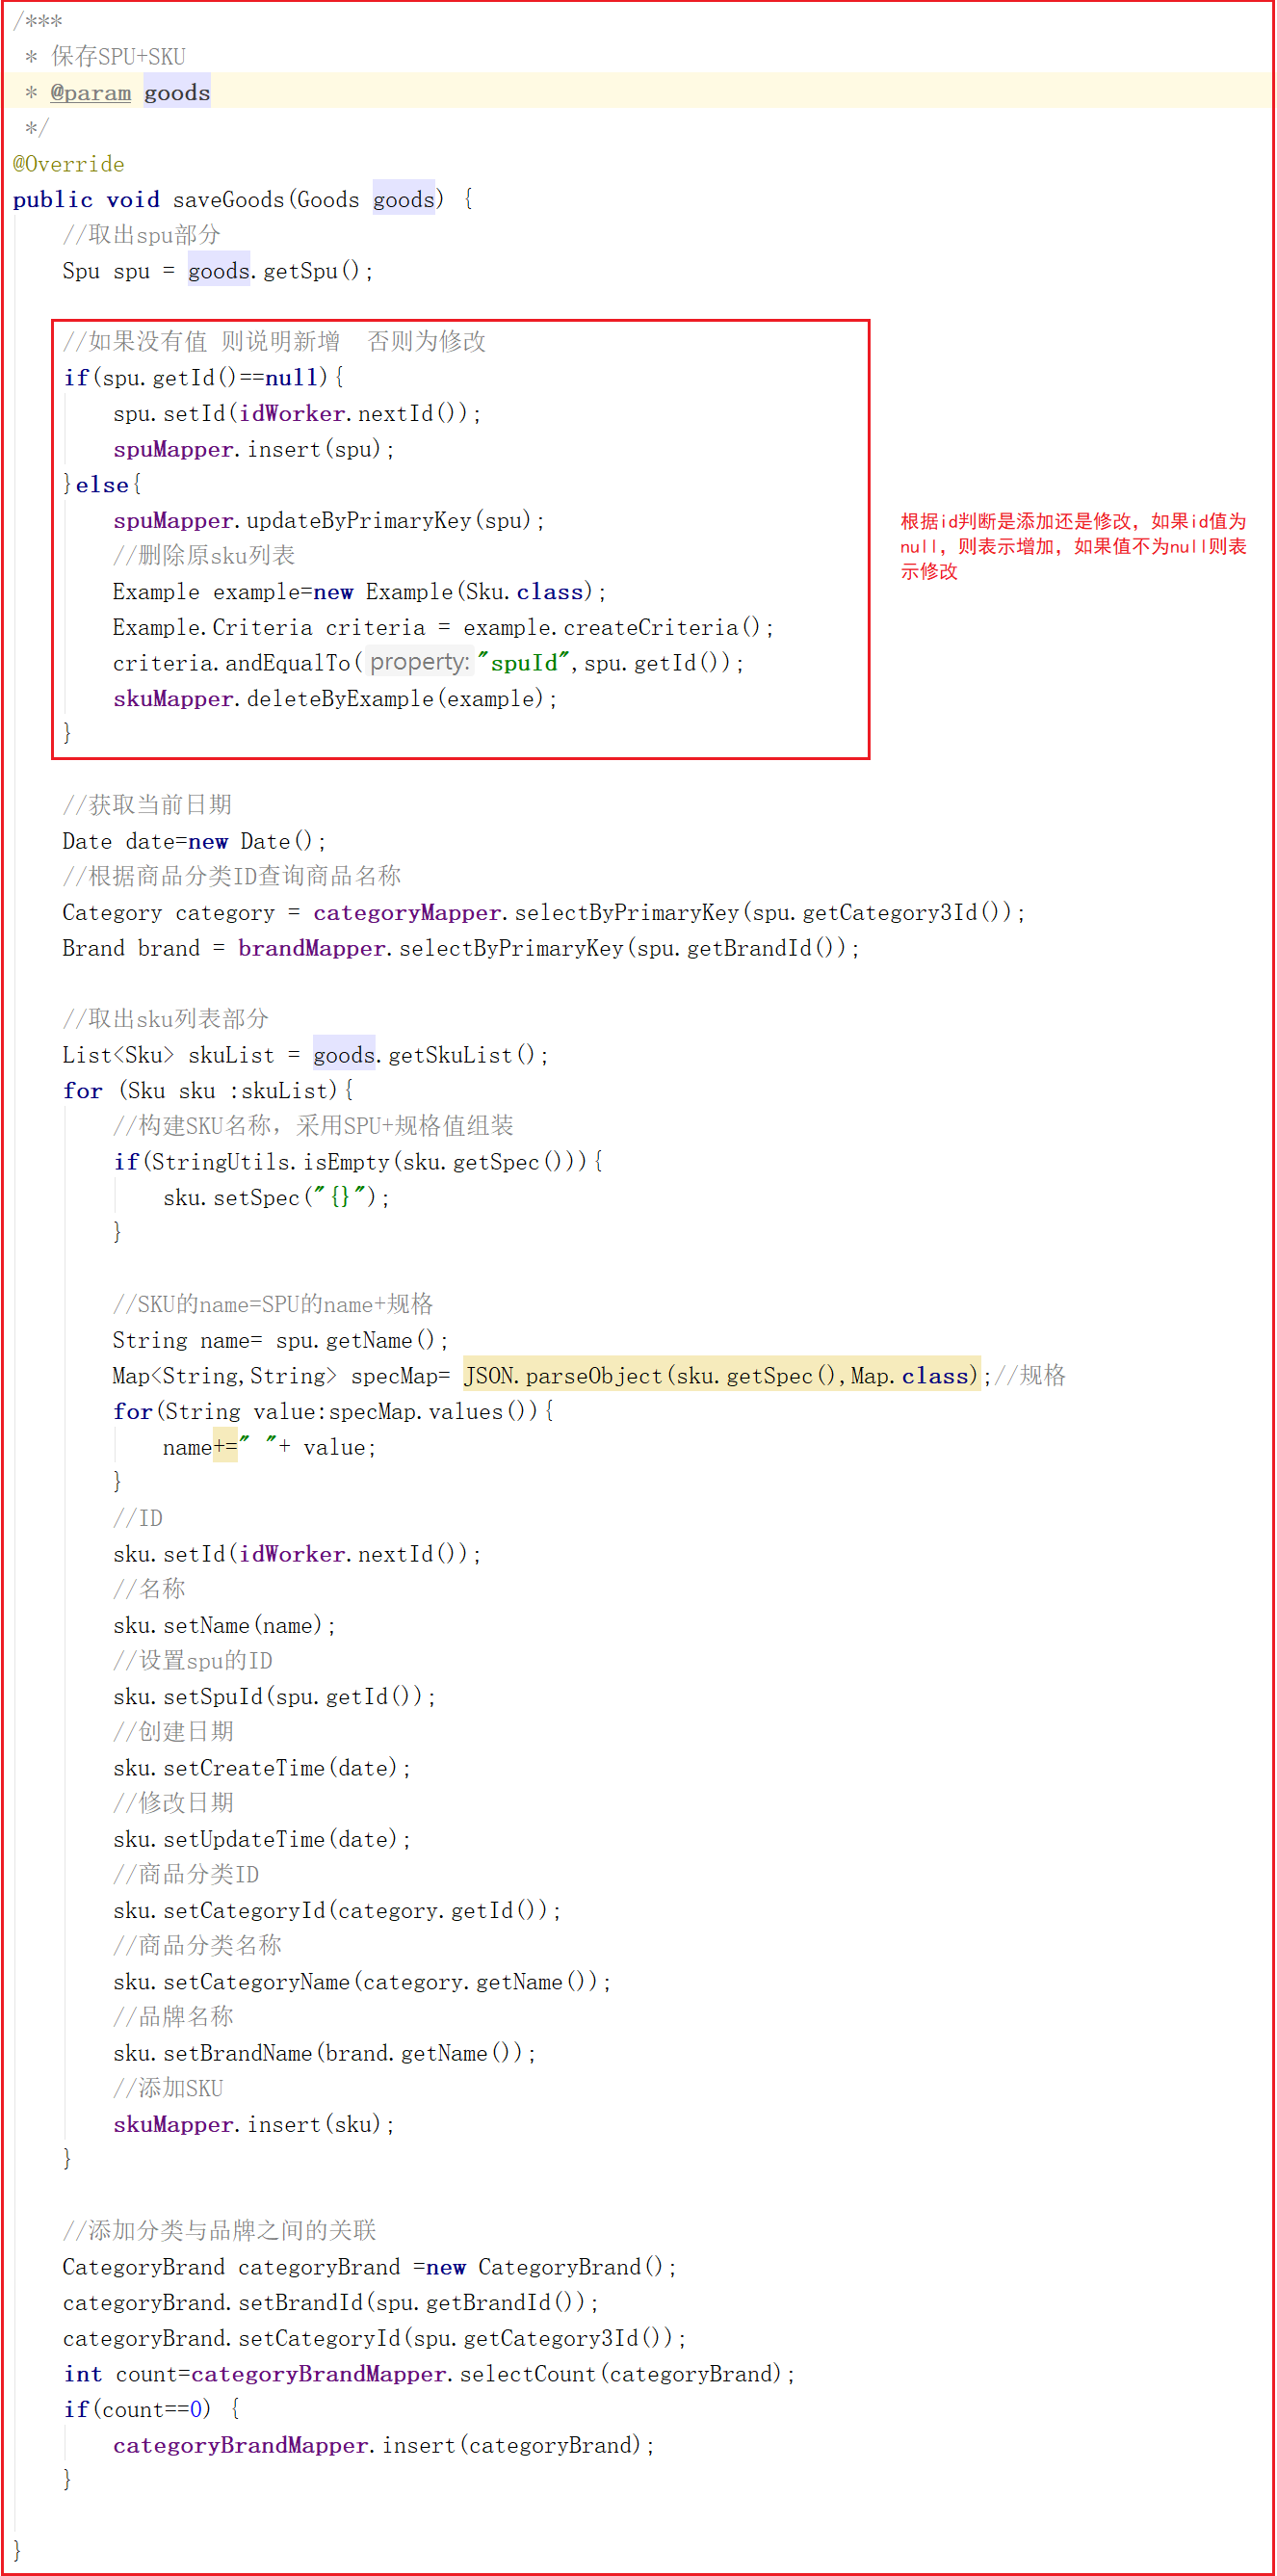 /***
 * 保存SPU+SKU
 * @param goods
 */
@Override
public void saveGoods(Goods goods) {
    //取出spu部分
    Spu spu = goods.getSpu();
    //如果没有值 则说明新增  否则为修改
    if(spu.getId()==null){
        spu.setId(idWorker.nextId());
        spuMapper.insert(spu);
    }else{
        spuMapper.updateByPrimaryKey(spu);
        //删除原sku列表
        Example example=new Example(Sku.class);
        Example.Criteria criteria = example.createCriteria();
        criteria.andEqualTo( property: "spuId",spu.getId());
        skuMapper.deleteByExample(example);
    }
根据id判断是添加还是修改，如果id值为
null，则表示增加，如果值不为null则表
示修改
    //获取当前日期
    Date date=new Date();
    //根据商品分类ID查询商品名称
    Category category = categoryMapper.selectByPrimaryKey(spu.getCategory3Id());
    Brand brand = brandMapper.selectByPrimaryKey(spu.getBrandId());
    //取出sku列表部分
    List<Sku> skuList = goods.getSkuList();
    for (Sku sku :skuList){
        //构建SKU名称，采用SPU+规格值组装
        if(StringUtils.isEmpty(sku.getSpec())){
            sku.setSpec("{}");
        }
        //SKU的name=SPU的name+规格
        String name= spu.getName();
        Map<String,String> specMap= JSON.parseObject(sku.getSpec(),Map.class);//规格
        for(String value:specMap.values()){
            name+=" "+ value;
        }
        //ID
        sku.setId(idWorker.nextId());
        //名称
        sku.setName(name);
        //设置spu的ID
        sku.setSpuId(spu.getId());
        //创建日期
        sku.setCreateTime(date);
        //修改日期
        sku.setUpdateTime(date);
        //商品分类ID
        sku.setCategoryId(category.getId());
        //商品分类名称
        sku.setCategoryName(category.getName());
        //品牌名称
        sku.setBrandName(brand.getName());
        //添加SKU
        skuMapper.insert(sku);
    }
    //添加分类与品牌之间的关联
    CategoryBrand categoryBrand =new CategoryBrand();
    categoryBrand.setBrandId(spu.getBrandId());
    categoryBrand.setCategoryId(spu.getCategory3Id());
    int count=categoryBrandMapper.selectCount(categoryBrand);
    if(count==0) {
        categoryBrandMapper.insert(categoryBrand);
    }
}